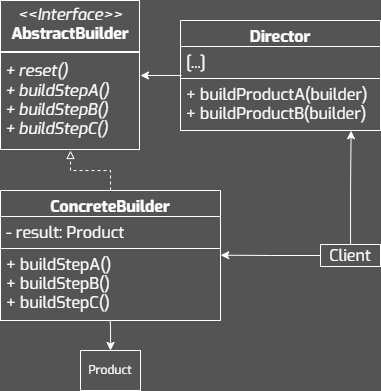 <<Interface>>
AbstractBuilder
+ reset()
+ buildStepA()
+ buildStepB()
+ buildStepC()
Director
[...]
+ buildProductA(builder)
+ buildProductB(builder)
ConcreteBuilder
- result: Product
+ buildStepA()
+ buildStepB()
+ buildStepC()
Client
Product